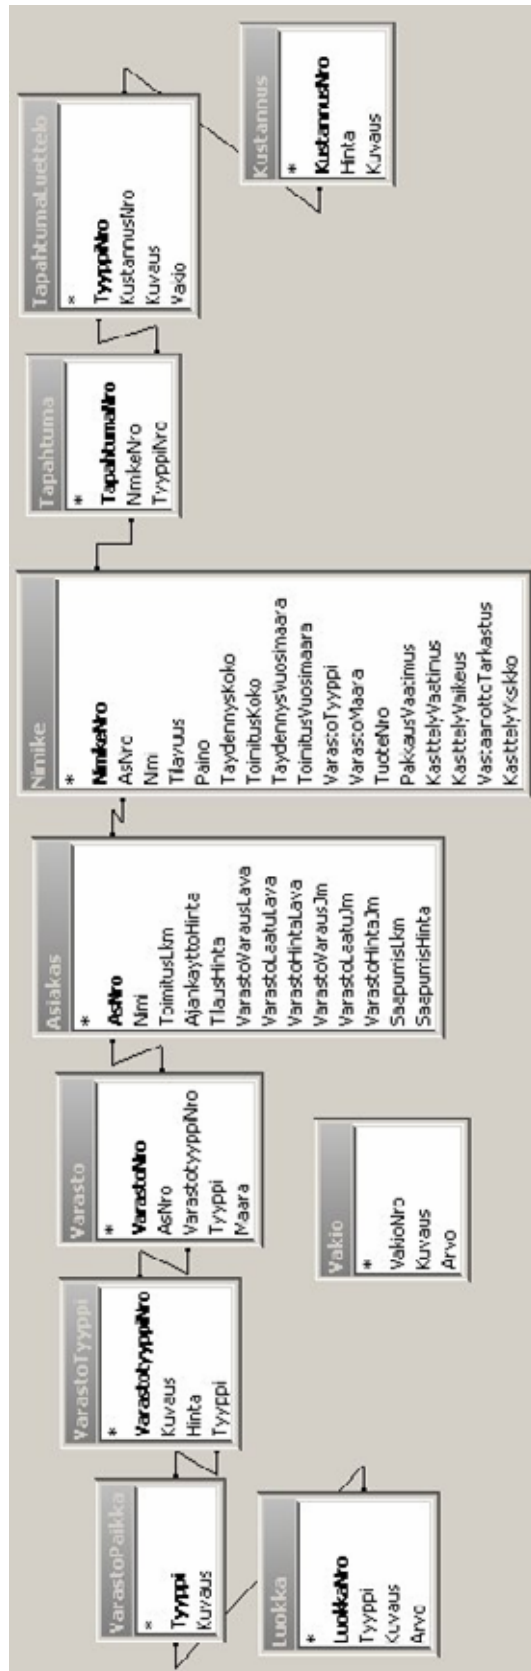 VarastoPaikka
*
Tyyppi
Kuvaus
VarastoTyyppi
*
VarastotyyppiNro
Kuvaus
Hinta
Tyyppi
Varasto
*
VarastoNro
AsNro
VarastotyyppiNro
Tyyppi
Maara
Asiakas
*
AsNro
Nimi
ToimitusLkm
AjankayttoHinta
TilausHinta
VarastoVarausLava
VarastoLaatuLava
VarastoHintaLava
VarastoVarausJm
VarastoLaatuJm
VarastoHintaJm
SaapumisLkm
SaapumisHinta
Nimike
*
NimikeNro
AsNro
Nimi
Tilavuus
Paino
TaydennysKoko
ToimitusKoko
TaydennysVuosimaara
ToimitusVuosimaara
VarastoTyyppi
VarastoMaara
TuoteNro
PakkausVaatimus
KasittelyVaatimus
KasittelyVaikeus
VastaanottoTarkastus
KasittelyYksikko
Tapahtuma
*
TapahtumaNro
NimikeNro
TyyppiNro
TapahtumaLuettelo
*
TyyppiNro
KustannusNro
Kuvaus
Vakio
Luokka
*
LuokkaNro
Tyyppi
Kuvaus
Arvo
Vakio
*
VakioNro
Kuvaus
Arvo
Kustannus
*
KustannusNro
Hinta
Kuvaus